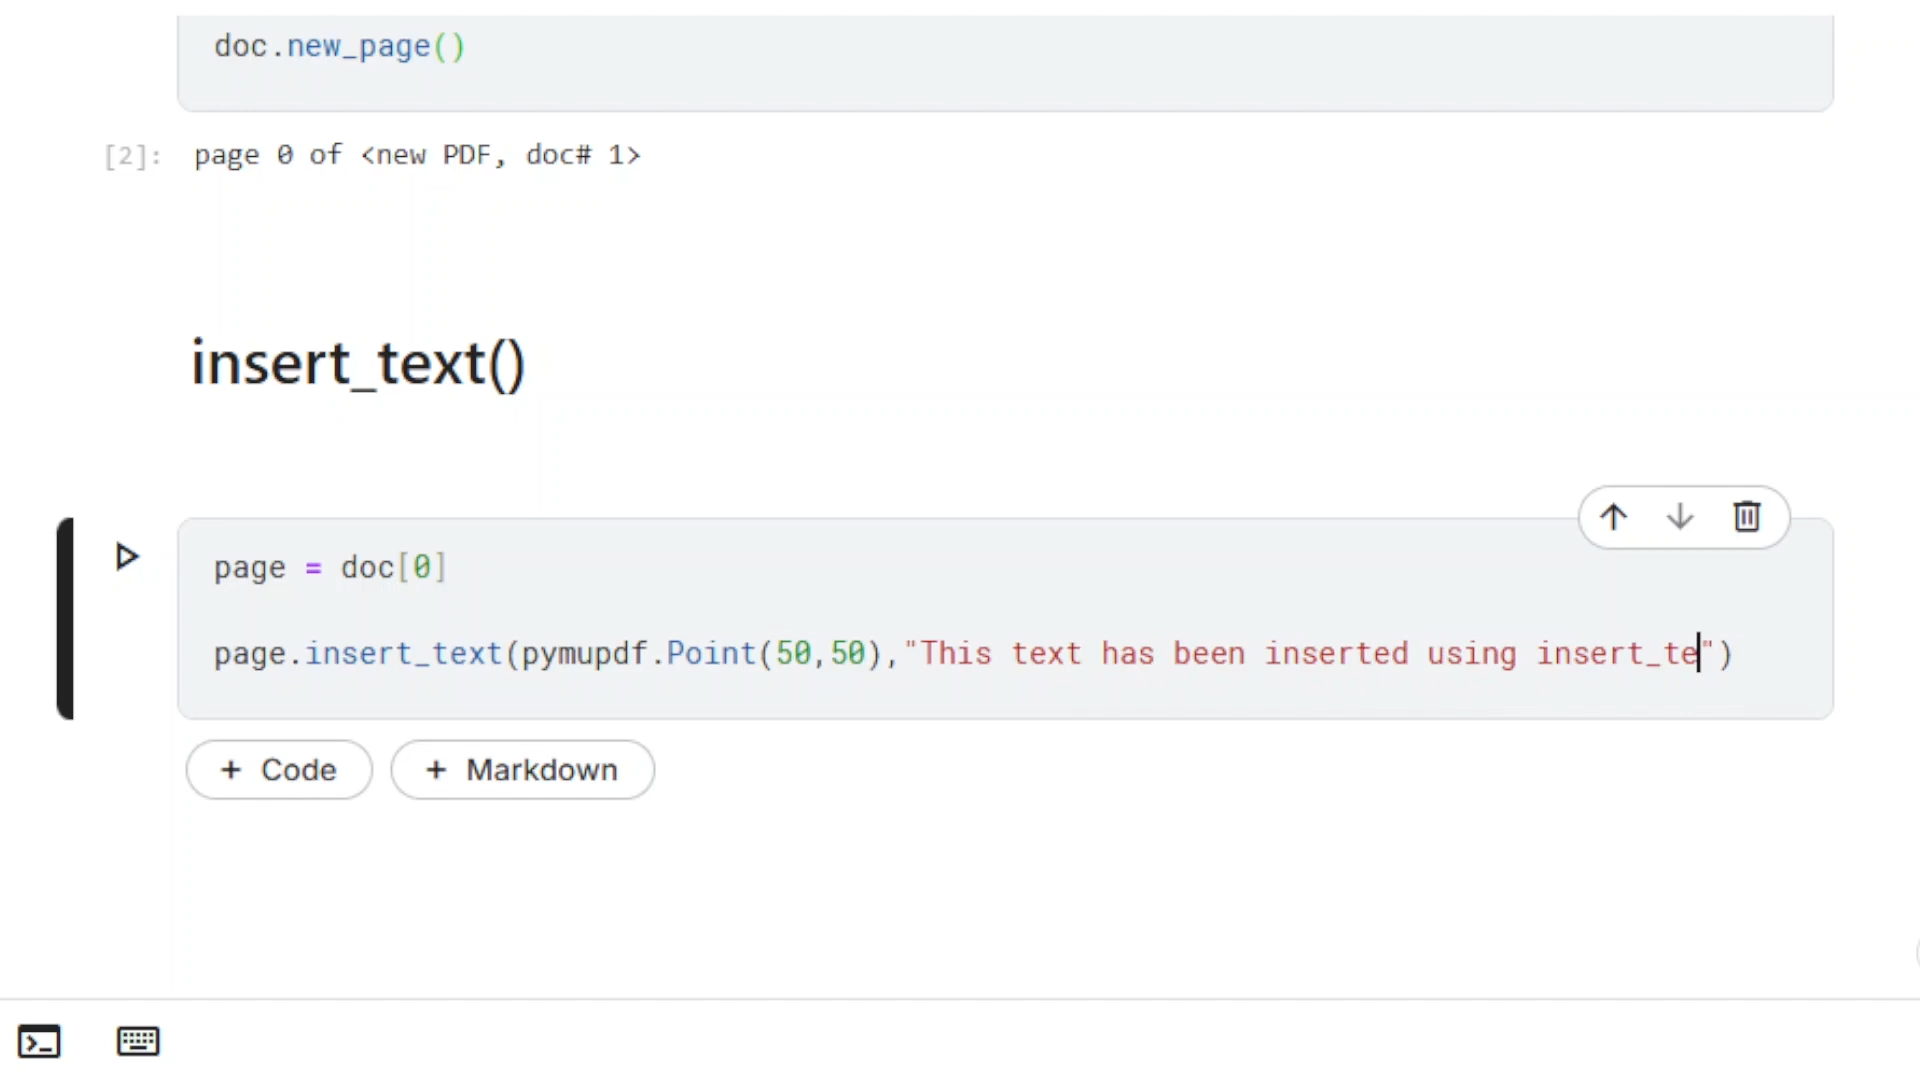 doc.new_page()
[2]: page 0 of <new PDF, doc# 1>
insert_text()
page = doc[0]
page.insert_text(pymupdf.Point(50,50),"This text has been inserted using insert_te")
+ Code + Markdown